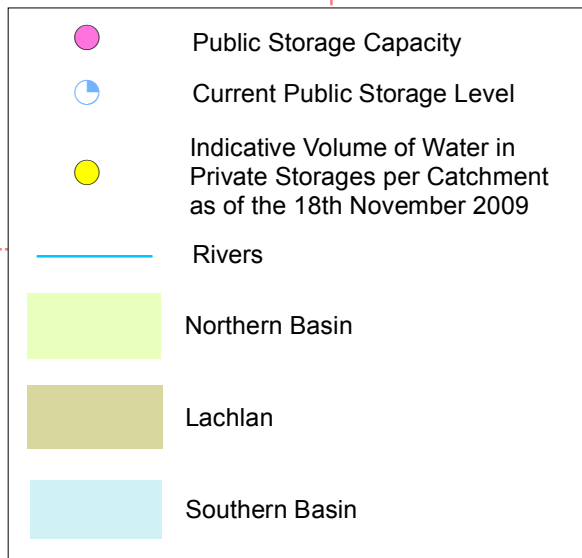 Public Storage Capacity
Current Public Storage Level
Indicative Volume of Water in
Private Storages per Catchment
as of the 18th November 2009
Rivers
Northern Basin
Lachlan
Southern Basin